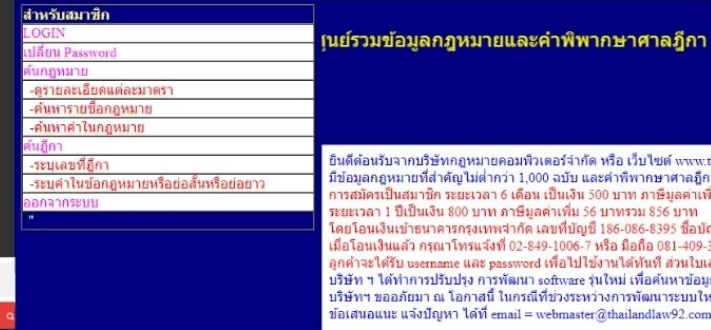 สำหรับสมาชิก
LOGIN
เปลี่ยน Password
ค้นกฎหมาย
-ดูรายละเอียดแต่ละมาตรา
-ค้นหารายชื่อกฎหมาย
-ค้นหาคำในกฎหมาย
ค้นฎีกา
-ระบุเลขที่ฎีกา
-ระบุคำในข้อกฎหมายหรือย่อสั้นหรือย่อยาว
ออกจากระบบ
"
ศูนย์รวมข้อมูลกฎหมายและคำพิพากษาศาลฎีกา
ยินดีต้อนรับจากบริษัทกฎหมายคอมพิวเตอร์จำกัด หรือ เว็บไซต์ www.t
มีข้อมูลกฎหมายที่สำคัญไม่ต่ำกว่า 1,000 ฉบับ และคำพิพากษาศาลฎีก
การสมัครเป็นสมาชิก ระยะเวลา 6 เดือน เป็นเงิน 500 บาท ภาษีมูลค่าเพิ่
ระยะเวลา 1 ปีเป็นเงิน 800 บาท ภาษีมูลค่าเพิ่ม 56 บาทรวม 856 บาท
โดยโอนเงินเข้าธนาคารกรุงเทพจำกัด เลขที่บัญชี 186-086-8395 ชื่อบัญ
เมื่อโอนเงินแล้ว กรุณาโทรแจ้งที่ 02-849-1006-7 หรือ มือถือ 081-409-3
ลูกค้าจะได้รับ username และ password เพื่อไปใช้งานได้ทันที ส่วนใบเส
บริษัท ฯ ได้ทำการปรับปรุง การพัฒนา software รุ่นใหม่ เพื่อค้นหาข้อมู
บริษัทฯ ขออภัยมา ณ โอกาสนี้ ในกรณีที่ช่วงระหว่างการพัฒนาระบบให
ข้อเสนอแนะ แจ้งปัญหา ได้ที่ email = webmaster@thailandlaw92.com